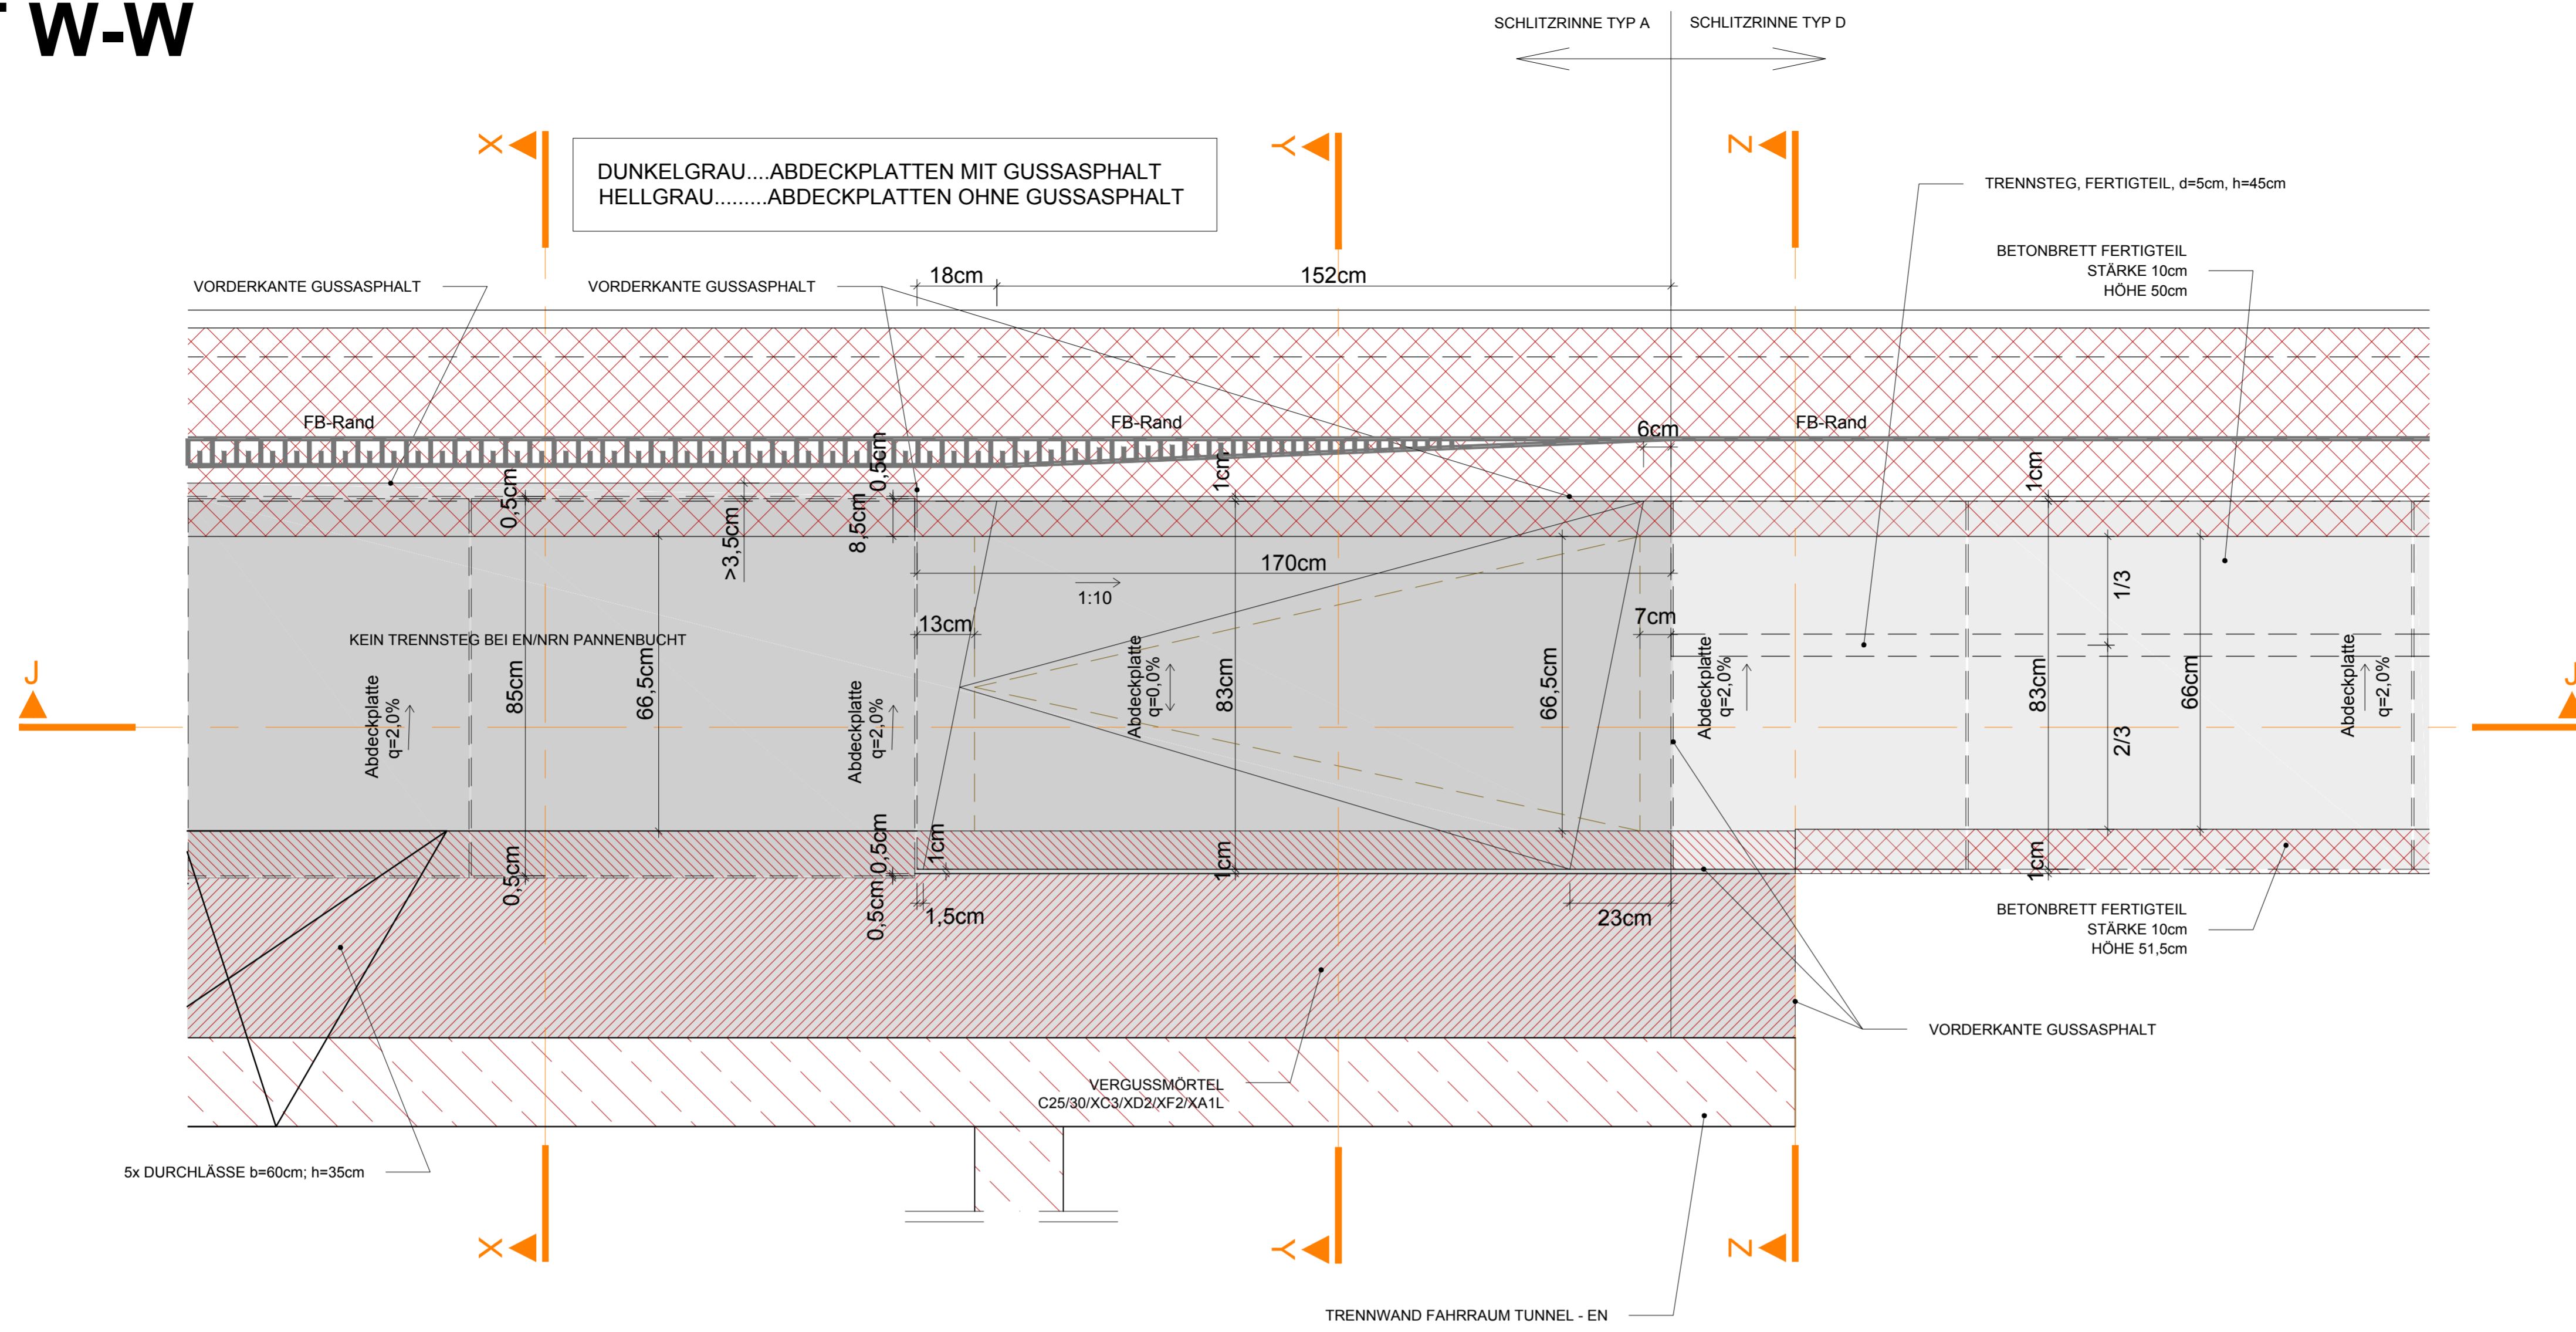 T W-W
SCHLITZRINNE TYP A
SCHLITZRINNE TYP D
X
Y
Z
DUNKELGRAU....ABDECKPLATTEN MIT GUSSASPHALT
HELLGRAU.........ABDECKPLATTEN OHNE GUSSASPHALT
TRENNSTEG, FERTIGTEIL, d=5cm, h=45cm
BETONBRETT FERTIGTEIL
STÄRKE 10cm
HÖHE 50cm
VORDERKANTE GUSSASPHALT
VORDERKANTE GUSSASPHALT
18cm
152cm
FB-Rand
FB-Rand
FB-Rand
6cm
0,5cm
0,5cm
1cm
1cm
>3,5cm
8,5cm
170cm
1:10
1/3
13cm
7cm
KEIN TRENNSTEG BEI EN/NRN PANNENBUCHT
J
J
Abdeckplatte
q=2,0%
85cm
66,5cm
Abdeckplatte
q=2,0%
Abdeckplatte
q=0,0%
83cm
66,5cm
Abdeckplatte
q=2,0%
83cm
2/3
66cm
Abdeckplatte
q=2,0%
0,5cm
0,5cm
0,5cm
1cm
1cm
1cm
1,5cm
23cm
BETONBRETT FERTIGTEIL
STÄRKE 10cm
HÖHE 51,5cm
VORDERKANTE GUSSASPHALT
VERGUSSMÖRTEL
C25/30/XC3/XD2/XF2/XA1L
5x DURCHLÄSSE b=60cm; h=35cm
X
Y
Z
TRENNWAND FAHRRAUM TUNNEL - EN